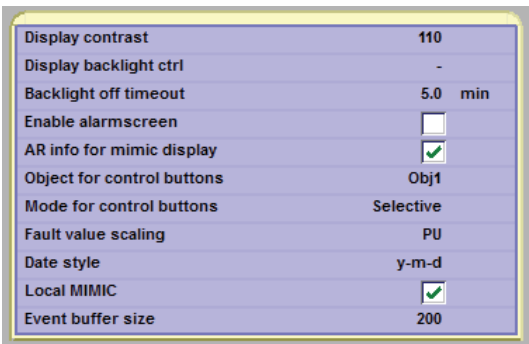 Display contrast 110
Display backlight ctrl -
Backlight off timeout 5.0 min
Enable alarmscreen
AR info for mimic display
Object for control buttons Obj1
Mode for control buttons Selective
Fault value scaling PU
Date style y-m-d
Local MIMIC
Event buffer size 200